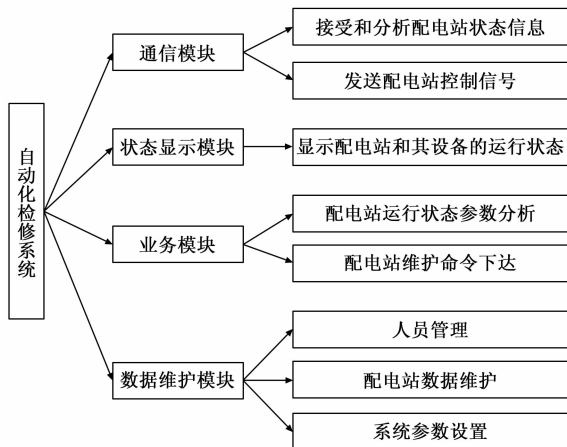 自动化检修系统
通信模块
接受和分析配电站状态信息
发送配电站控制信号
状态显示模块
显示配电站和其设备的运行状态
业务模块
配电站运行状态参数分析
配电站维护命令下达
数据维护模块
人员管理
配电站数据维护
系统参数设置